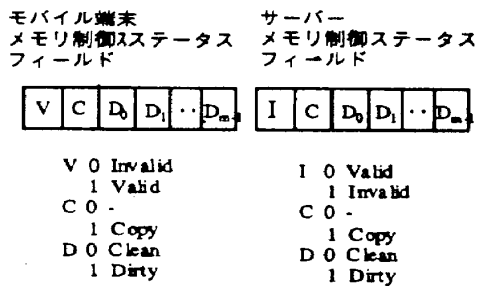 モバイル端末
メモリ制御ステータス
フィールド
V C D0 D1 ·· Dm-1
V 0 Invalid
1 Valid
C 0 -
1 Copy
D 0 Clean
1 Dirty
サーバー
メモリ制御ステータス
フィールド
I C D0 D1 ·· Dm-1
I 0 Valid
1 Invalid
C 0 -
1 Copy
D 0 Clean
1 Dirty